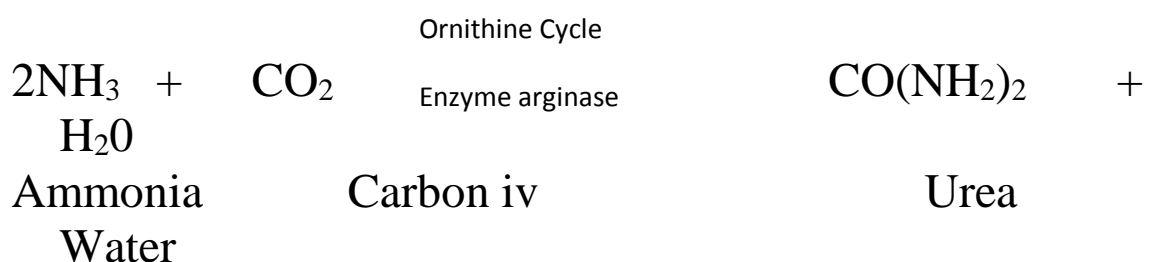 Ornithine Cycle
2NH₃ + CO₂ Enzyme arginase CO(NH₂)₂ +
H₂0
Ammonia Carbon iv Urea
Water